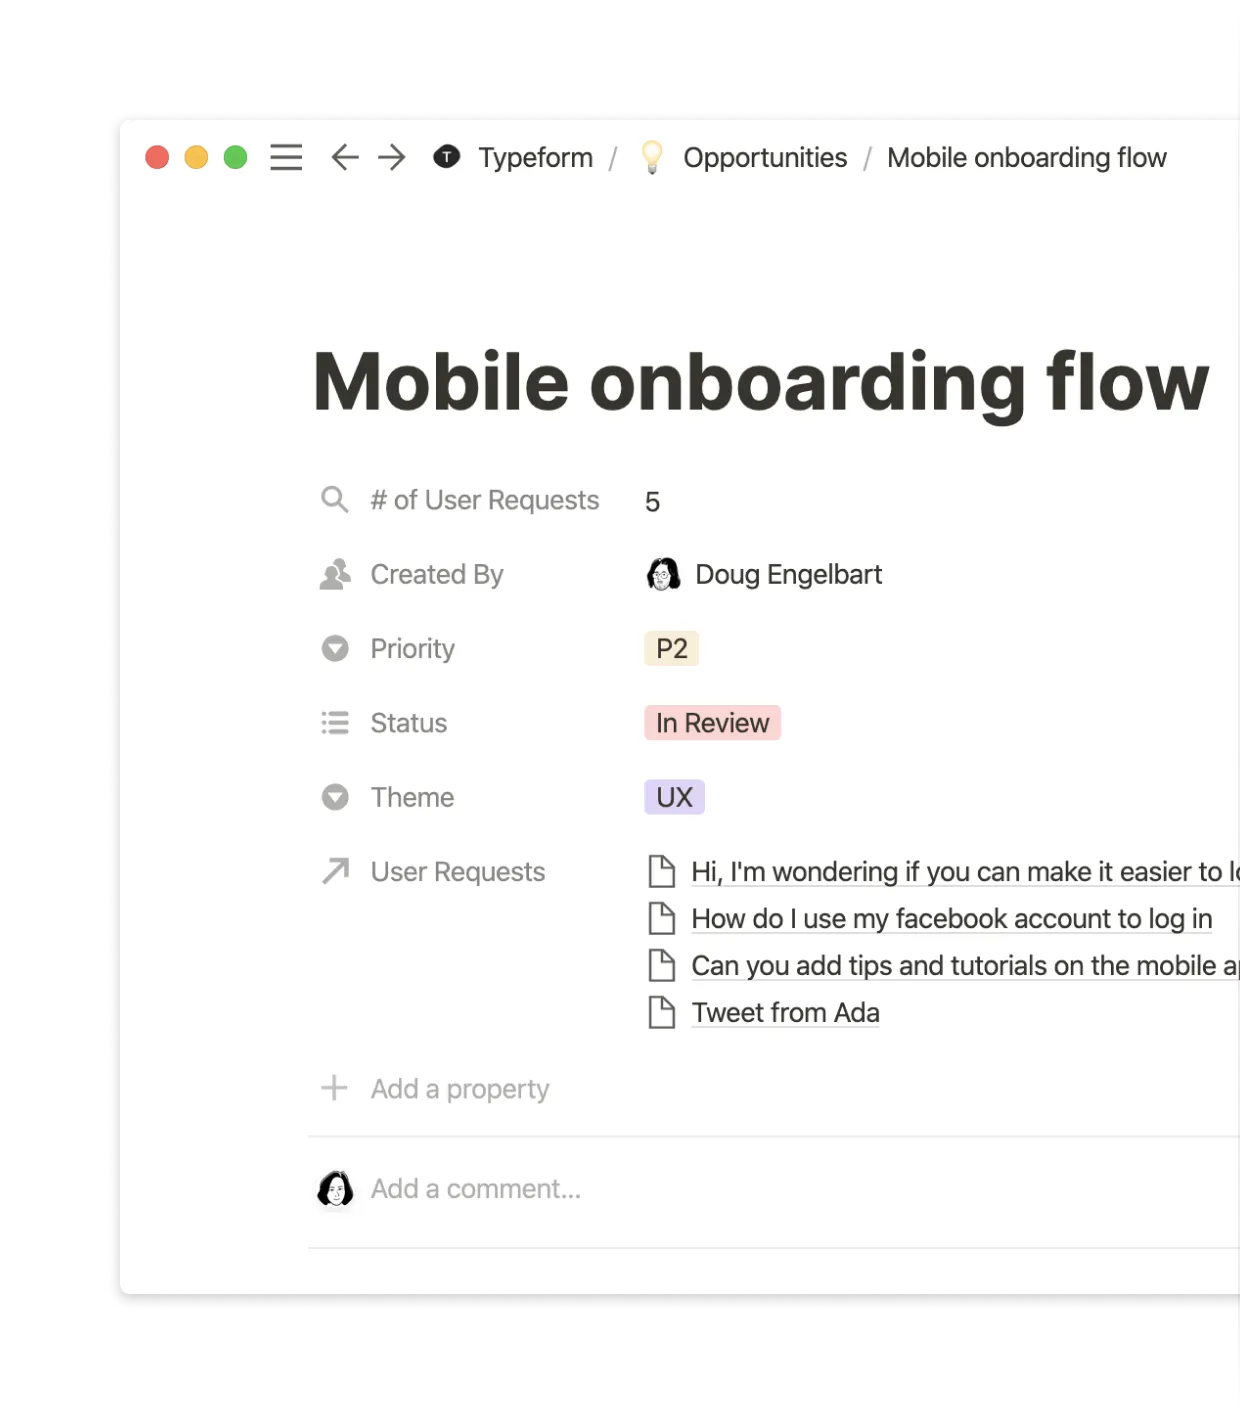 T Typeform / Opportunities / Mobile onboarding flow
Mobile onboarding flow
# of User Requests 5
Created By Doug Engelbart
Priority P2
Status In Review
Theme UX
User Requests Hi, I'm wondering if you can make it easier to
How do I use my facebook account to log in
Can you add tips and tutorials on the mobile
Tweet from Ada
Add a property
Add a comment...